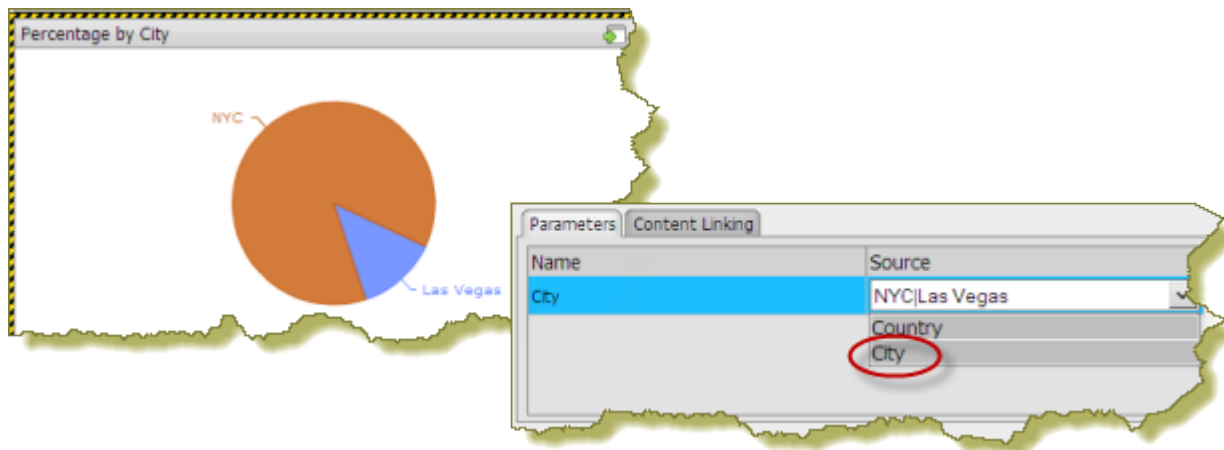 Percentage by City
NYC
Las Vegas
Parameters Content Linking
Name Source
City NYC|Las Vegas
Country
City